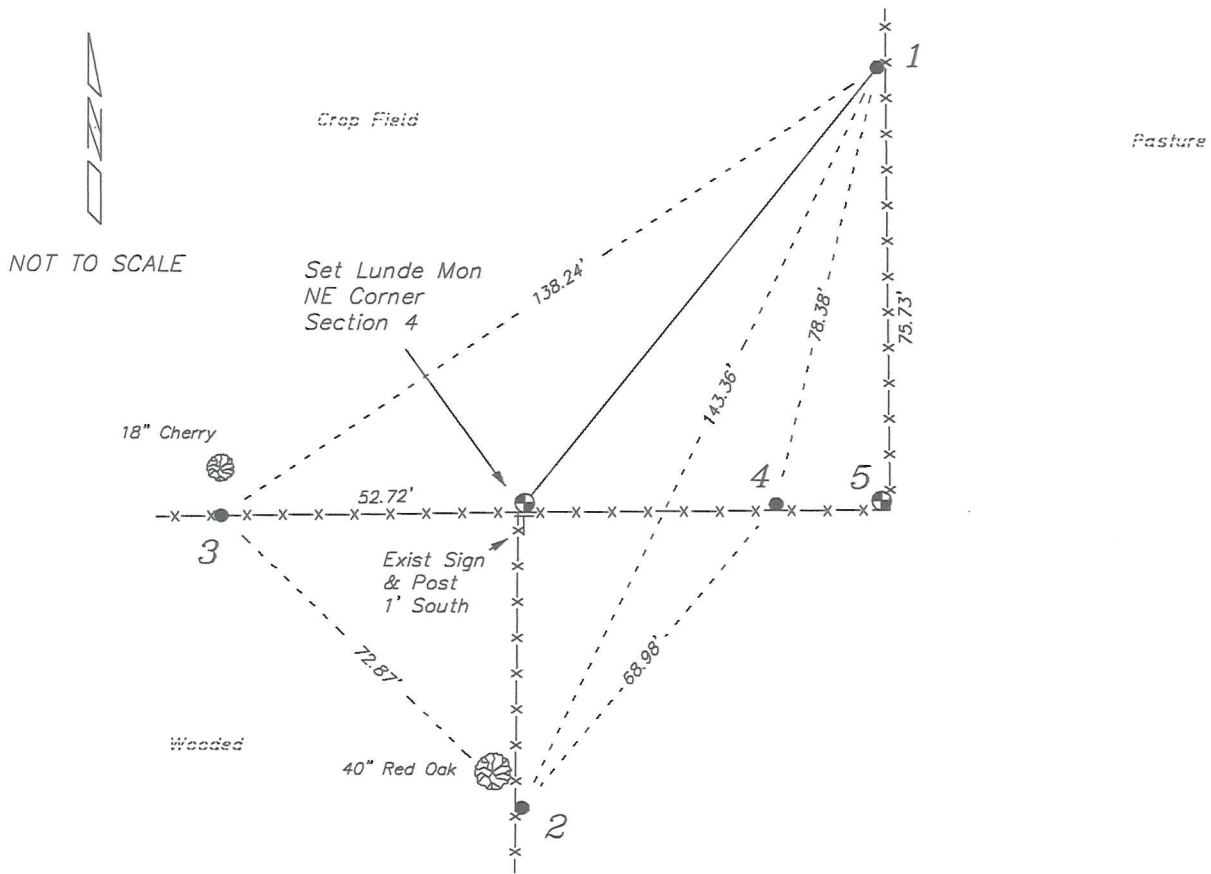 1
Crop Field
Pasture
N
NOT TO SCALE
Set Lunde Mon
NE Corner
Section 4
138.24'
78.38'
75.73'
143.36'
18" Cherry
52.72'
4
5
3
Exist Sign
& Post
1' South
72.87'
68.98'
Wooded
40" Red Oak
2